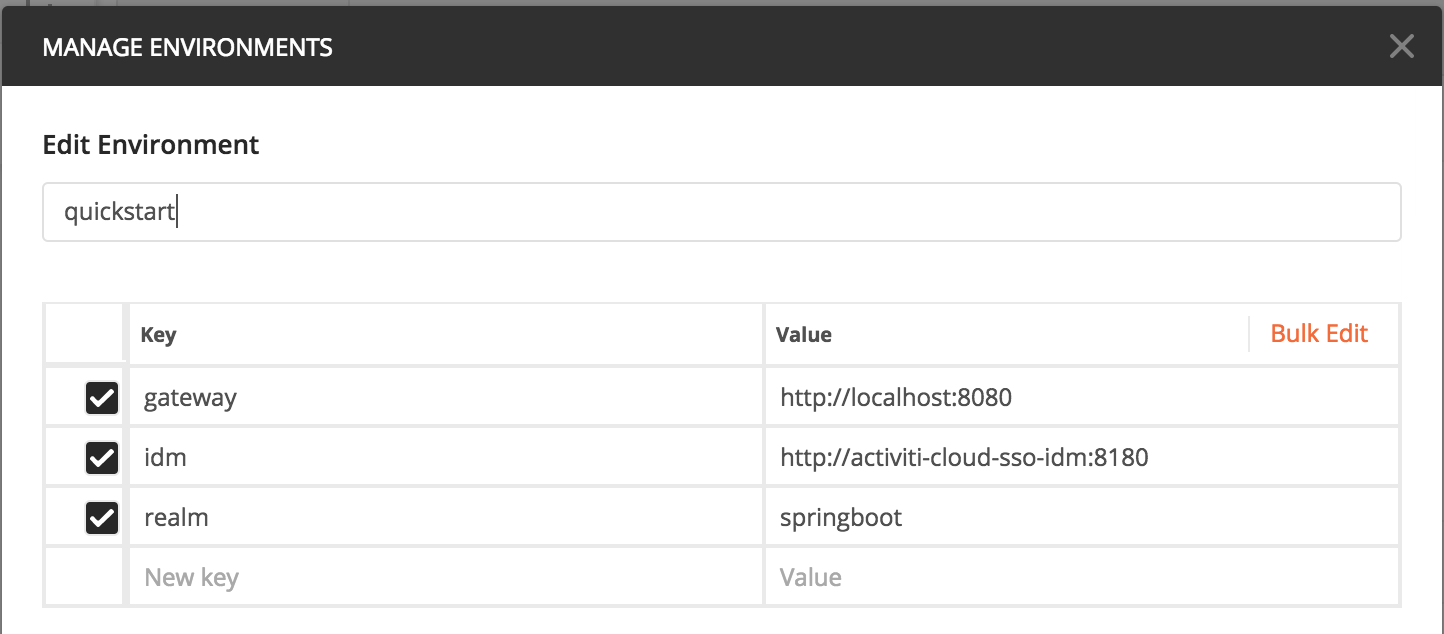 MANAGE ENVIRONMENTS
Edit Environment
quickstart
Key Value Bulk Edit
gateway http://localhost:8080
idm http://activiti-cloud-sso-idm:8180
realm springboot
New key Value